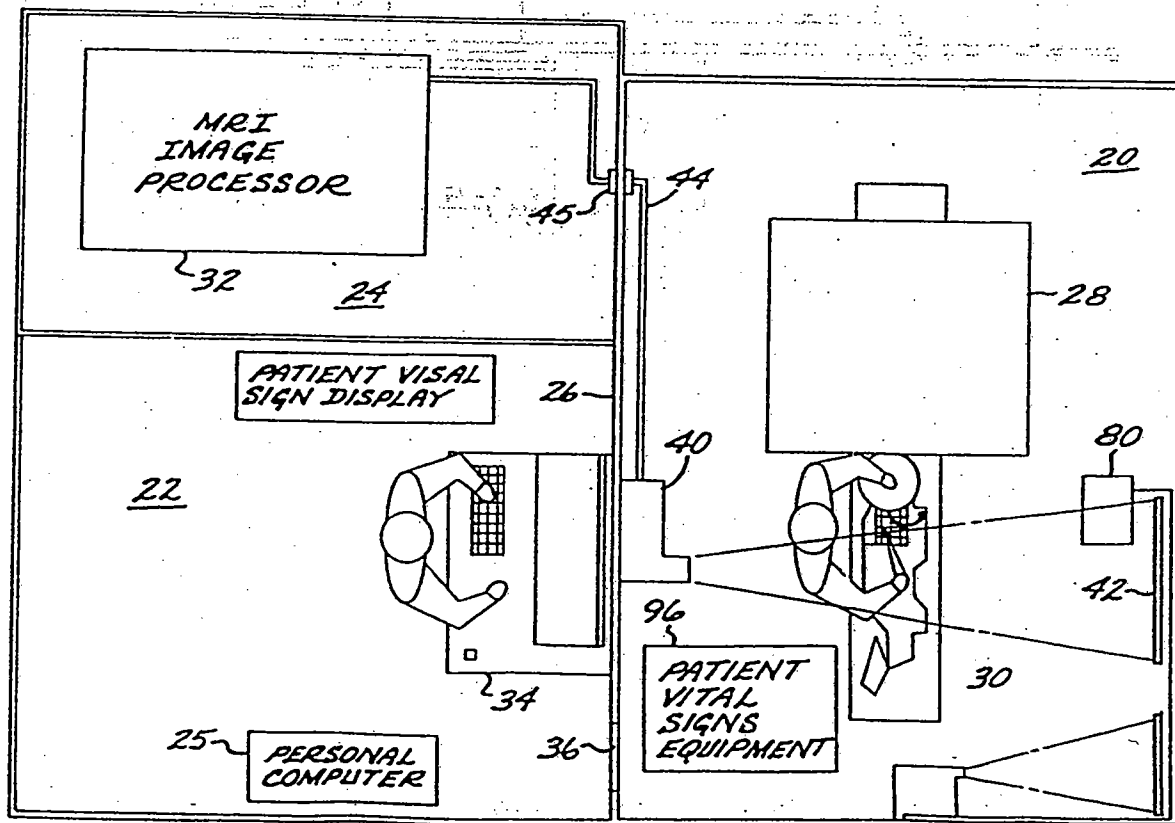 MRI
IMAGE
PROCESSOR
32
24
45
44
20
28
PATIENT VISAL
SIGN DISPLAY
26
22
40
80
42
34
96
PATIENT
VITAL
SIGNS
EQUIPMENT
30
25
PERSONAL
COMPUTER
36